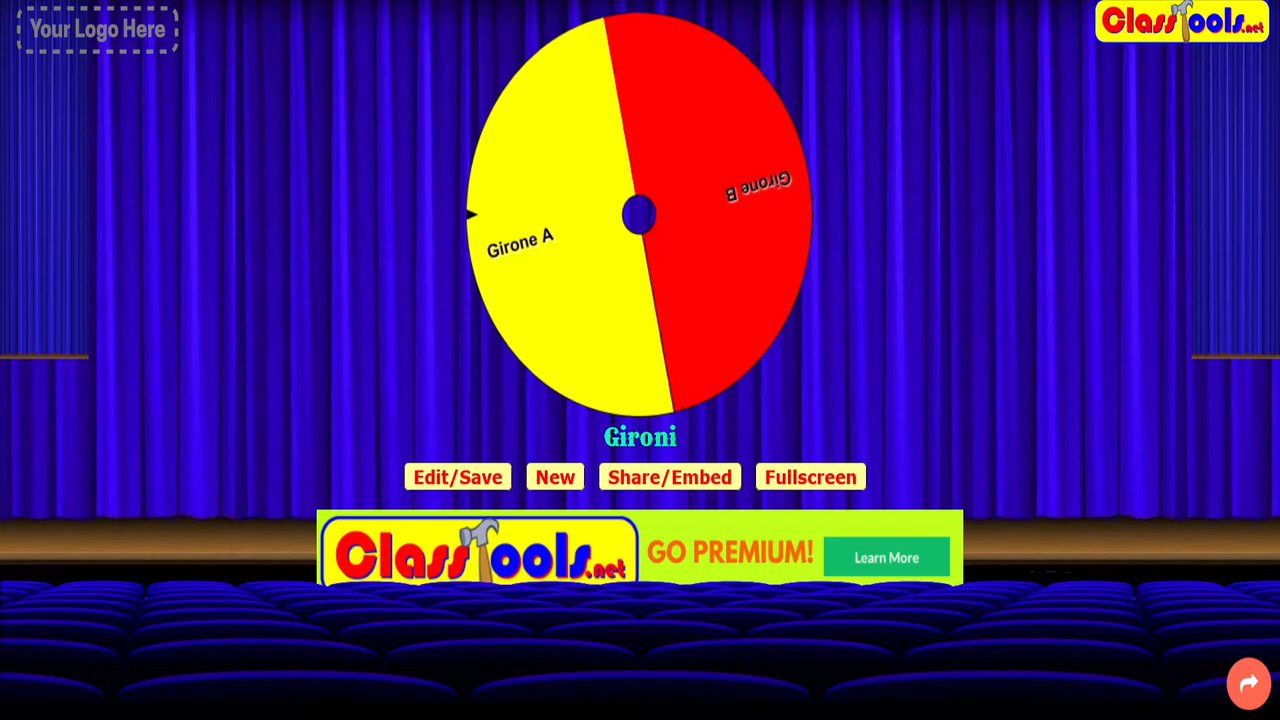 Your Logo Here
ClassTools.net
Girone A
Girone B
Gironi
Edit/Save
New
Share/Embed
Fullscreen
ClassTools.net
GO PREMIUM!
Learn More